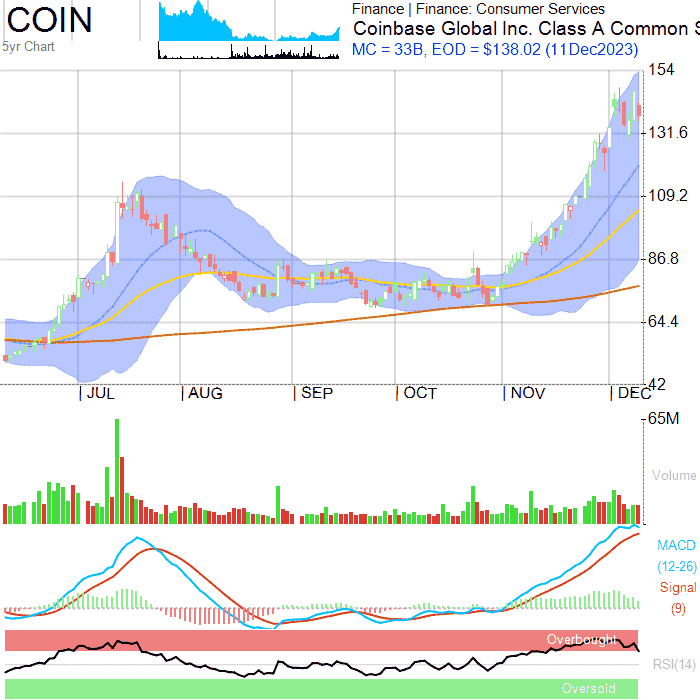 COIN
5yr Chart
Finance | Finance: Consumer Services
Coinbase Global Inc. Class A Common S
MC = 33B, EOD = $138.02 (11Dec2023)
154
131.6
109.2
86.8
64.4
42
JUL AUG SEP OCT NOV DEC
65M
Volume
MACD
(12-26)
Signal
(9)
Overbought
RSI(14)
Oversold